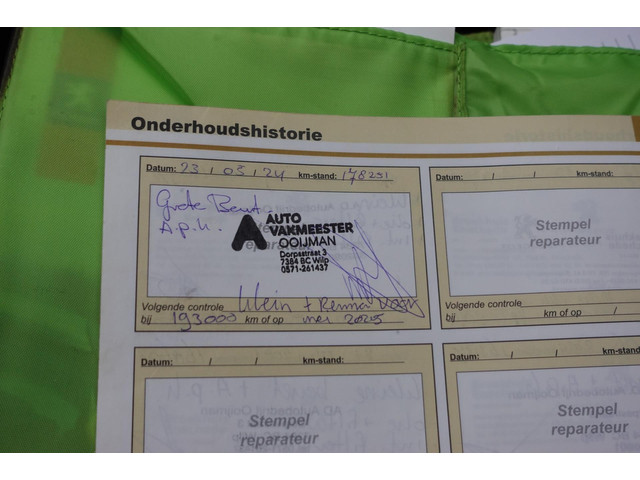 Onderhoudshistorie
Datum: 23 / 05 / 24 km-stand: 178251
Grote Beurt
A.p.k.
AUTO
VAKMEESTER
OOIJMAN
Dorpsstraat 3
7384 BC Wilp
0571-261437
Volgende controle Klein + Remmen voor
bij 193000 km of op mei 2025
Datum: / / km-stand:
Stempel
reparateur
Volgende controle
bij km of op / /
Datum: / / km-stand:
Stempel
reparateur
Datum: / / km-stand:
Stempel
reparateur